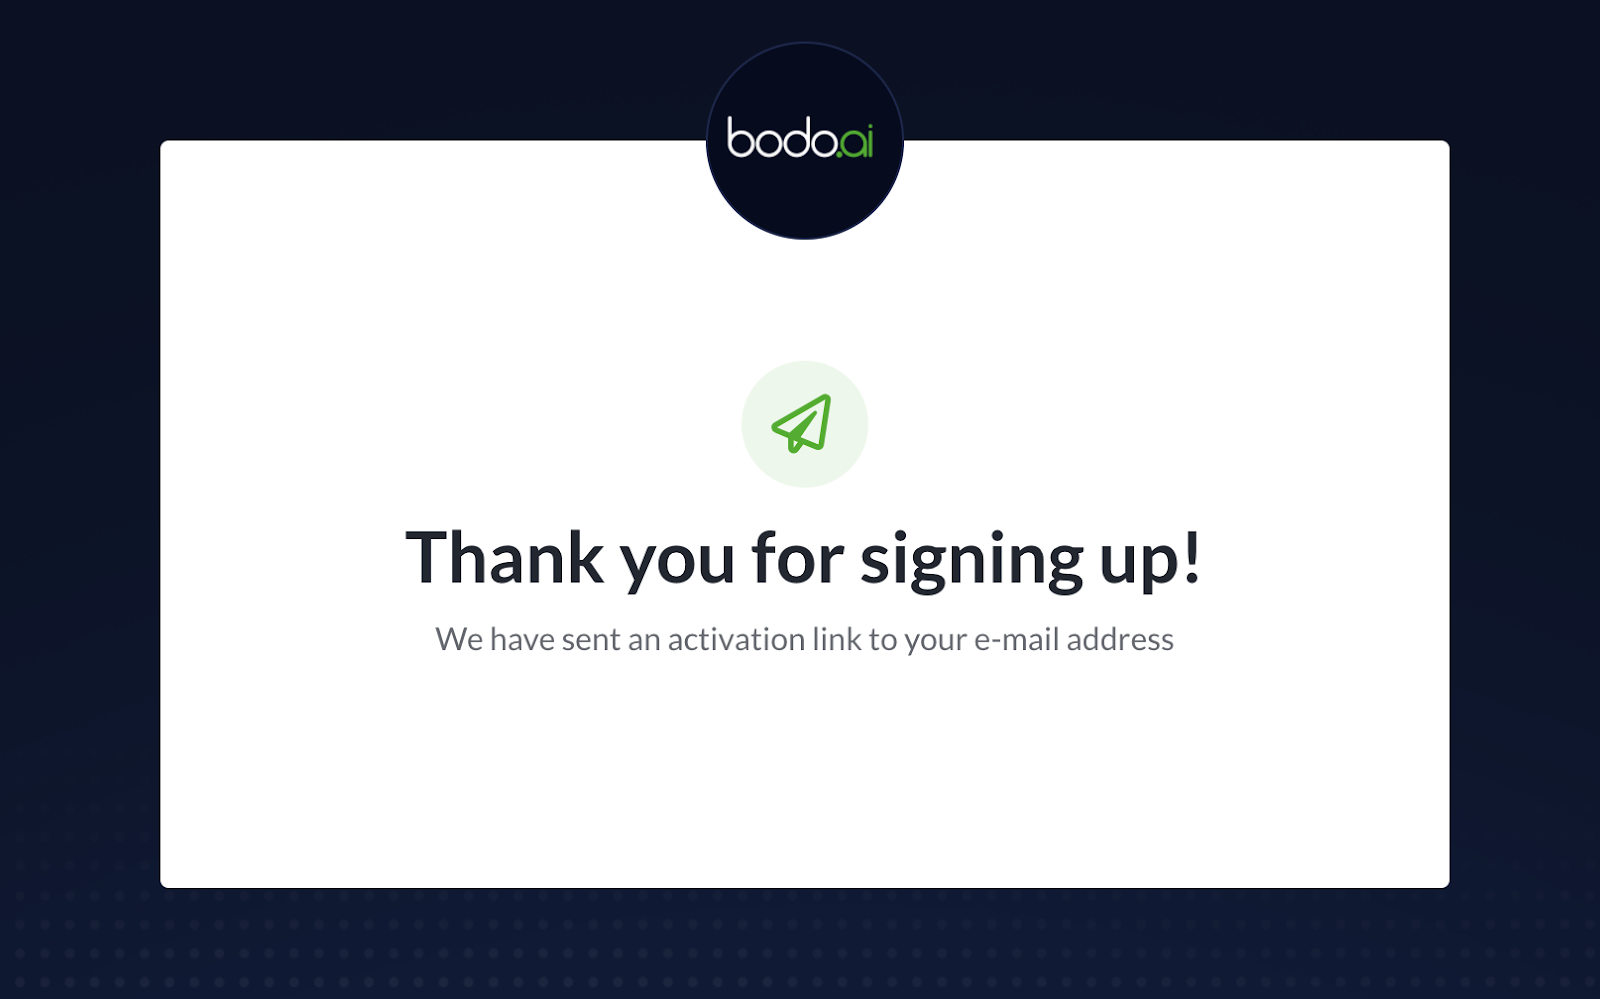 bodo.ai
Thank you for signing up!
We have sent an activation link to your e-mail address